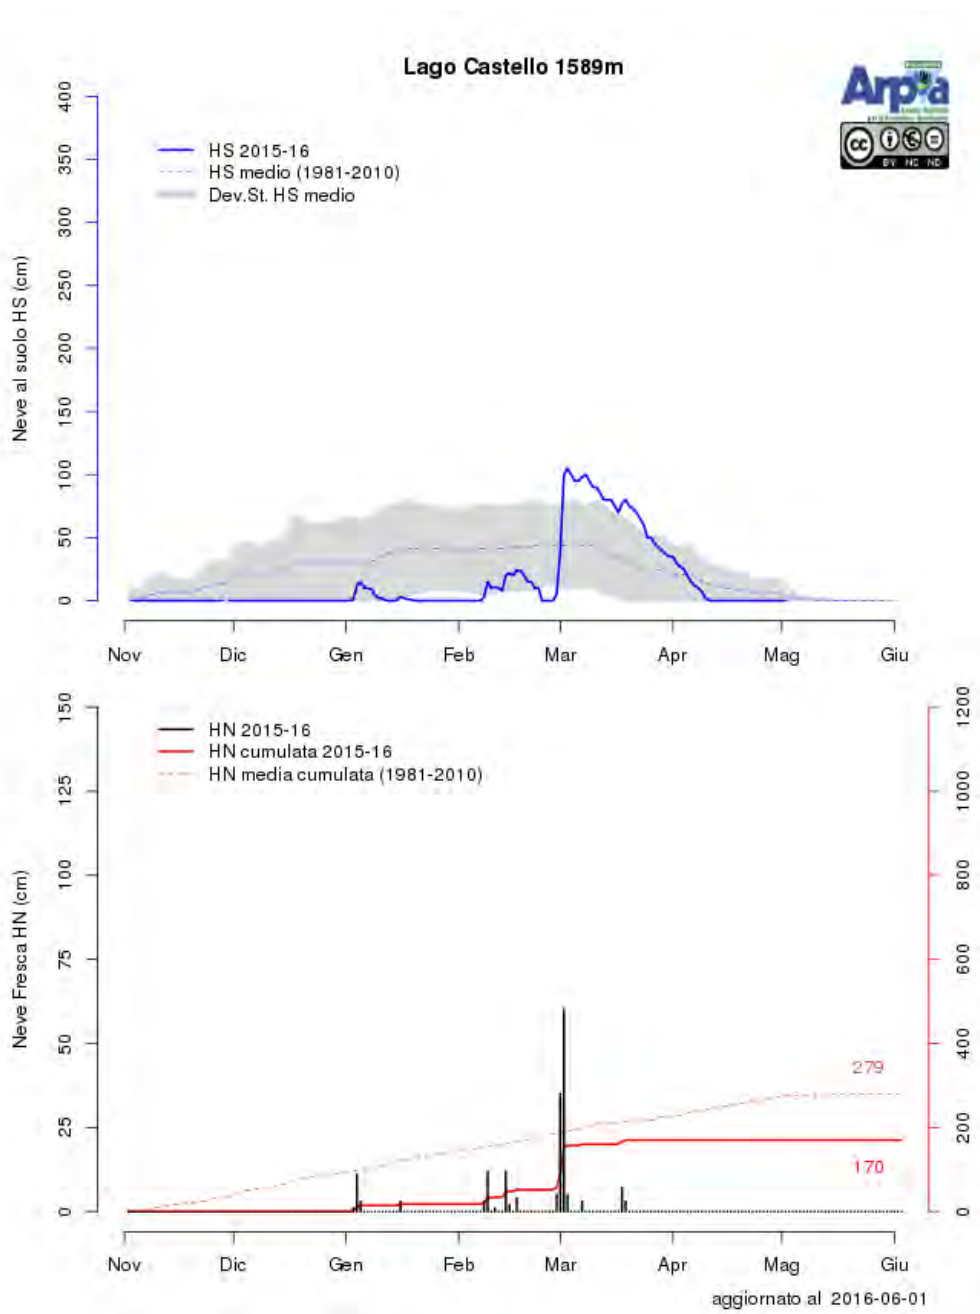 Lago Castello 1589m
Arpa
cc
BY NC ND
HS 2015-16
HS medio (1981-2010)
Dev.St. HS medio
Neve al suolo HS (cm)
400
350
300
250
200
150
100
50
0
Nov Dic Gen Feb Mar Apr Mag Giu
HN 2015-16
HN cumulata 2015-16
HN media cumulata (1981-2010)
Neve Fresca HN (cm)
150
125
100
75
50
25
0
1200
1000
800
600
400
200
0
279
170
Nov Dic Gen Feb Mar Apr Mag Giu
aggiornato al 2016-06-01